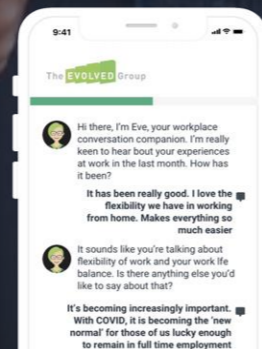 9:41
The EVOLVED Group
Hi there, I'm Eve, your workplace
conversation companion. I'm really
keen to hear bout your experiences
at work in the last month. How has
it been?
It has been really good. I love the
flexibility we have in working
from home. Makes everything so
much easier
It sounds like you're talking about
flexibility of work and your work lfe
balance. Is there anything else you'd
like to say about that?
It's becoming increasingly important.
With COVID, it is becoming the 'new
normal' for those of us lucky enough
to remain in full time employment